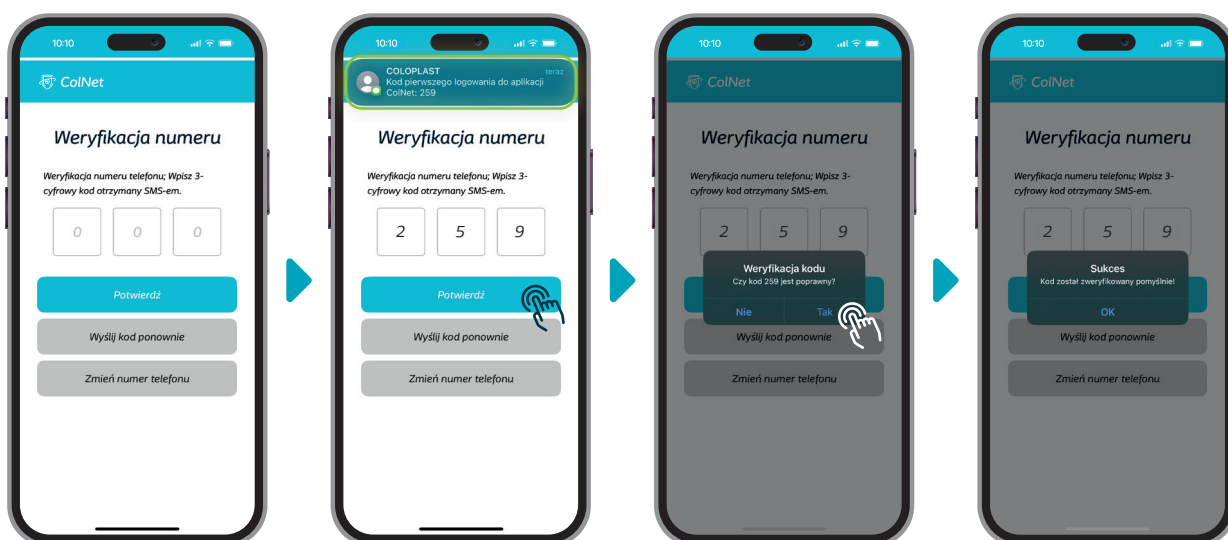 10:10
ColNet
Weryfikacja numeru
Weryfikacja numeru telefonu; Wpisz 3-
cyfrowy kod otrzymany SMS-em.
0 0 0
Potwierdź
Wyślij kod ponownie
Zmień numer telefonu
10:10
COLOPLAST teraz
Kod pierwszego logowania do aplikacji
ColNet: 259
Weryfikacja numeru
Weryfikacja numeru telefonu; Wpisz 3-
cyfrowy kod otrzymany SMS-em.
2 5 9
Potwierdź
Wyślij kod ponownie
Zmień numer telefonu
10:10
ColNet
Weryfikacja numeru
Weryfikacja numeru telefonu; Wpisz 3-
cyfrowy kod otrzymany SMS-em.
2 5 9
Weryfikacja kodu
Czy kod 259 jest poprawny?
Nie Tak
Wyślij kod ponownie
Zmień numer telefonu
10:10
ColNet
Weryfikacja numeru
Weryfikacja numeru telefonu; Wpisz 3-
cyfrowy kod otrzymany SMS-em.
2 5 9
Sukces
Kod został zweryfikowany pomyślnie!
OK
Wyślij kod ponownie
Zmień numer telefonu